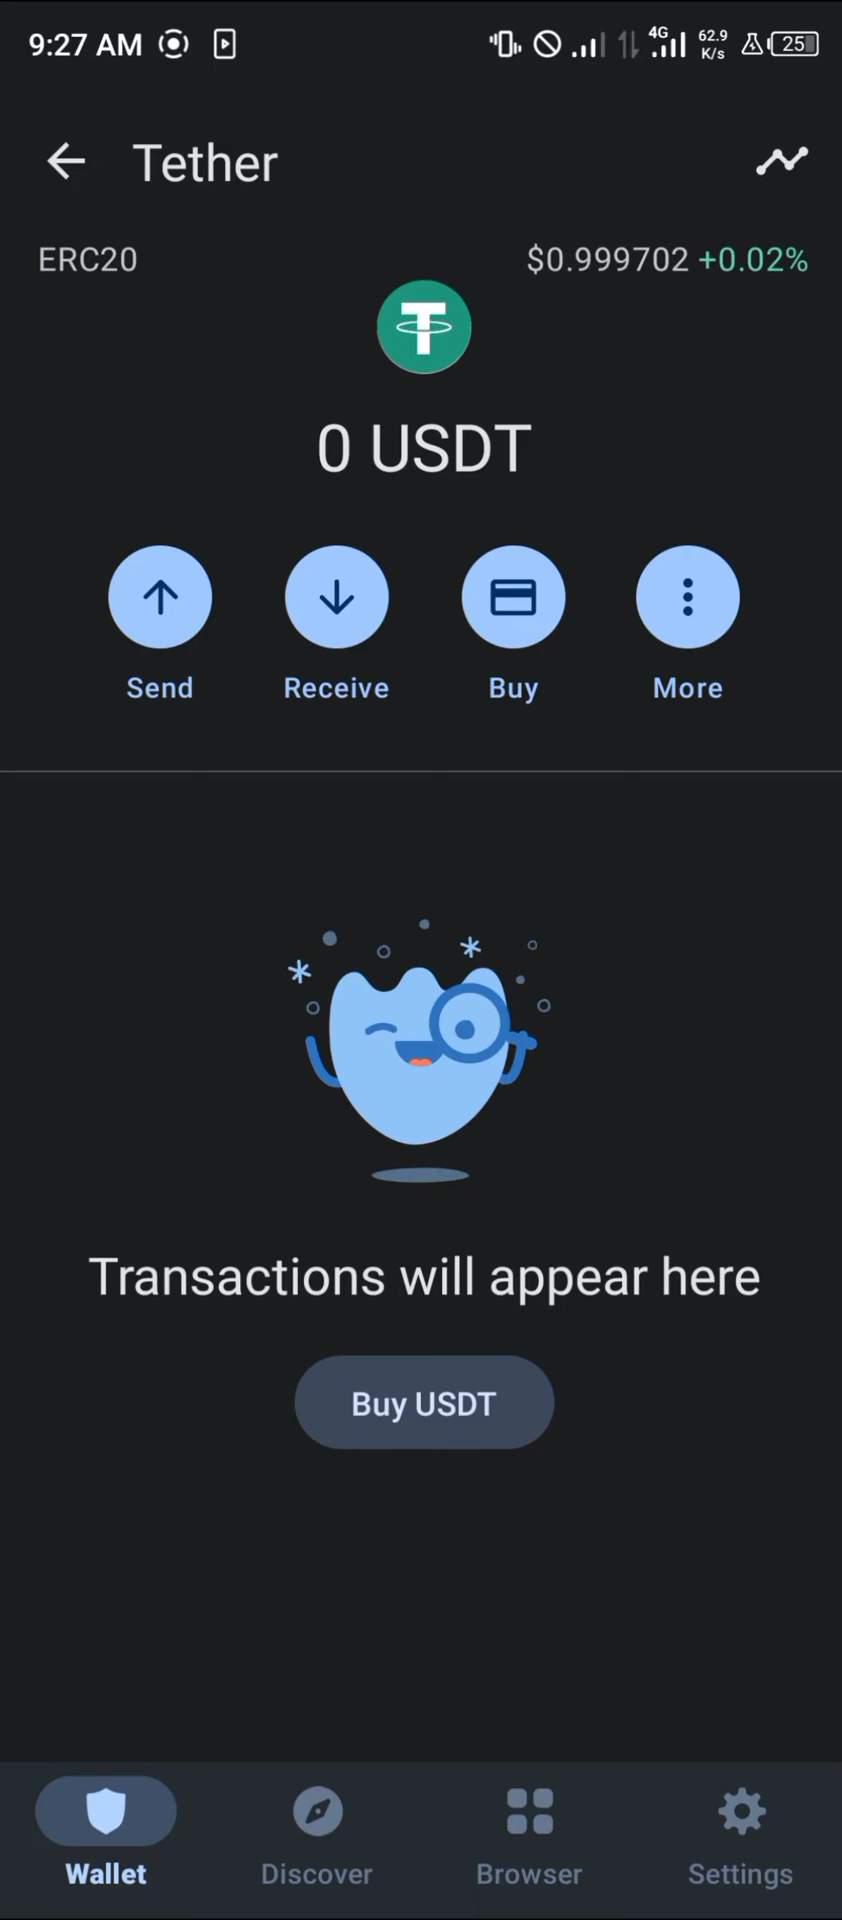 9:27 AM 4G 62.9 K/s 25
Tether
ERC20 $0.999702 +0.02%
0 USDT
Send Receive Buy More
Transactions will appear here
Buy USDT
Wallet Discover Browser Settings